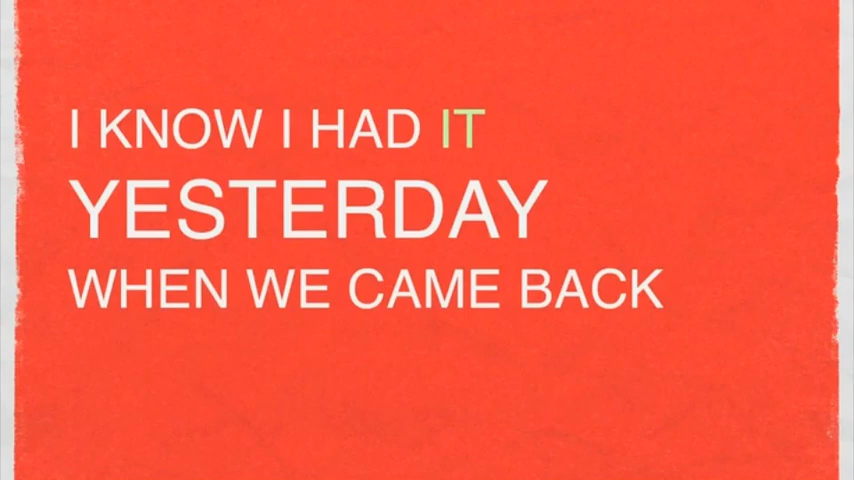 I KNOW I HAD IT
YESTERDAY
WHEN WE CAME BACK